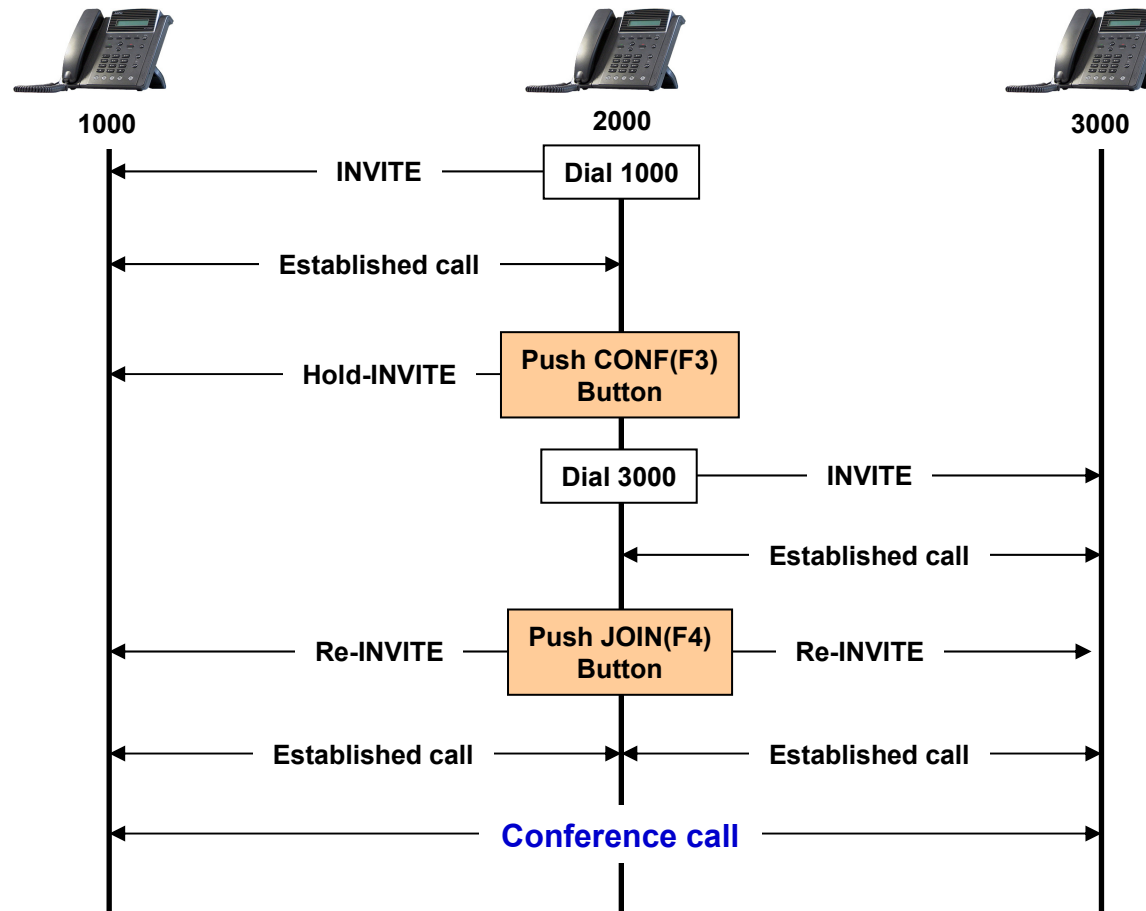 1000
2000
3000
INVITE
Dial 1000
Established call
Hold-INVITE
Push CONF(F3)
Button
Dial 3000
INVITE
Established call
Re-INVITE
Push JOIN(F4)
Button
Re-INVITE
Established call
Established call
Conference call